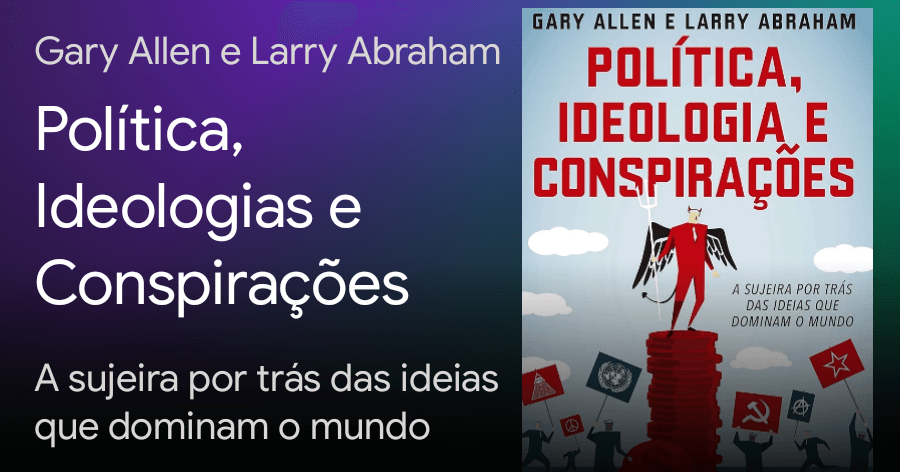 Gary Allen e Larry Abraham
Política,
Ideologias e
Conspirações
A sujeira por trás das ideias
que dominam o mundo
GARY ALLEN E LARRY ABRAHAM
POLÍTICA,
IDEOLOGIA E
CONSPIRAÇÕES
A SUJEIRA POR TRÁS
DAS IDEIAS QUE
DOMINAM O MUNDO